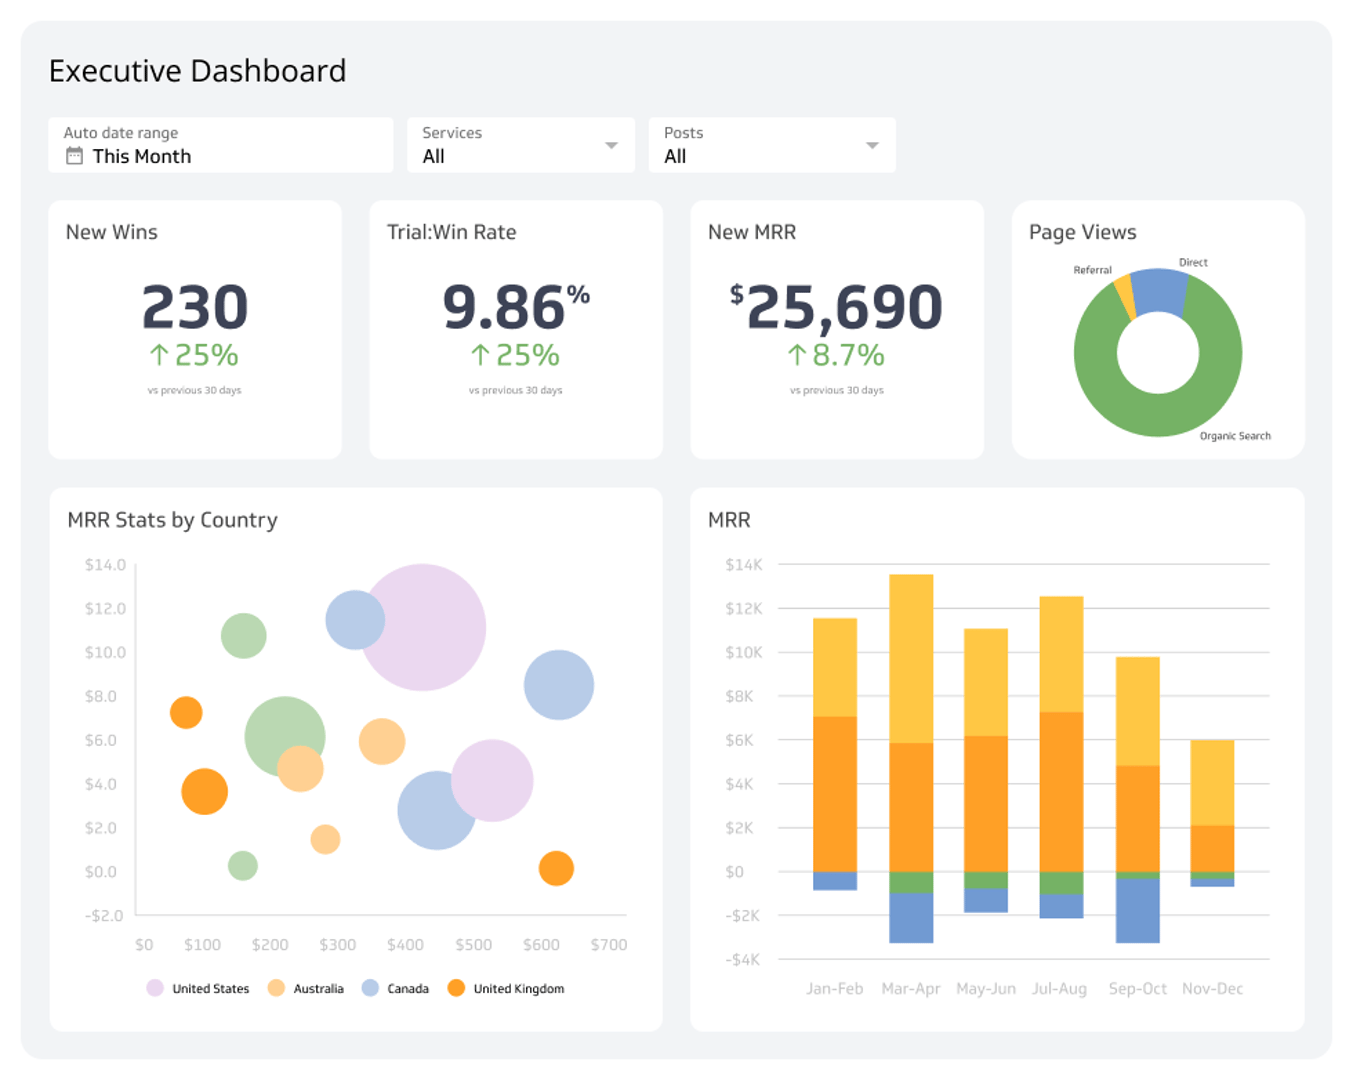 Executive Dashboard
Auto date range
This Month
Services
All
Posts
All
New Wins
230
↑25%
vs previous 30 days
Trial:Win Rate
9.86%
↑25%
vs previous 30 days
New MRR
$25,690
↑8.7%
vs previous 30 days
Page Views
Referral
Direct
Organic Search
MRR Stats by Country
$14.0
$12.0
$10.0
$8.0
$6.0
$4.0
$2.0
$0.0
-$2.0
$0 $100 $200 $300 $400 $500 $600 $700
United States Australia Canada United Kingdom
MRR
$14K
$12K
$10K
$8K
$6K
$4K
$2K
$0
-$2K
-$4K
Jan-Feb Mar-Apr May-Jun Jul-Aug Sep-Oct Nov-Dec